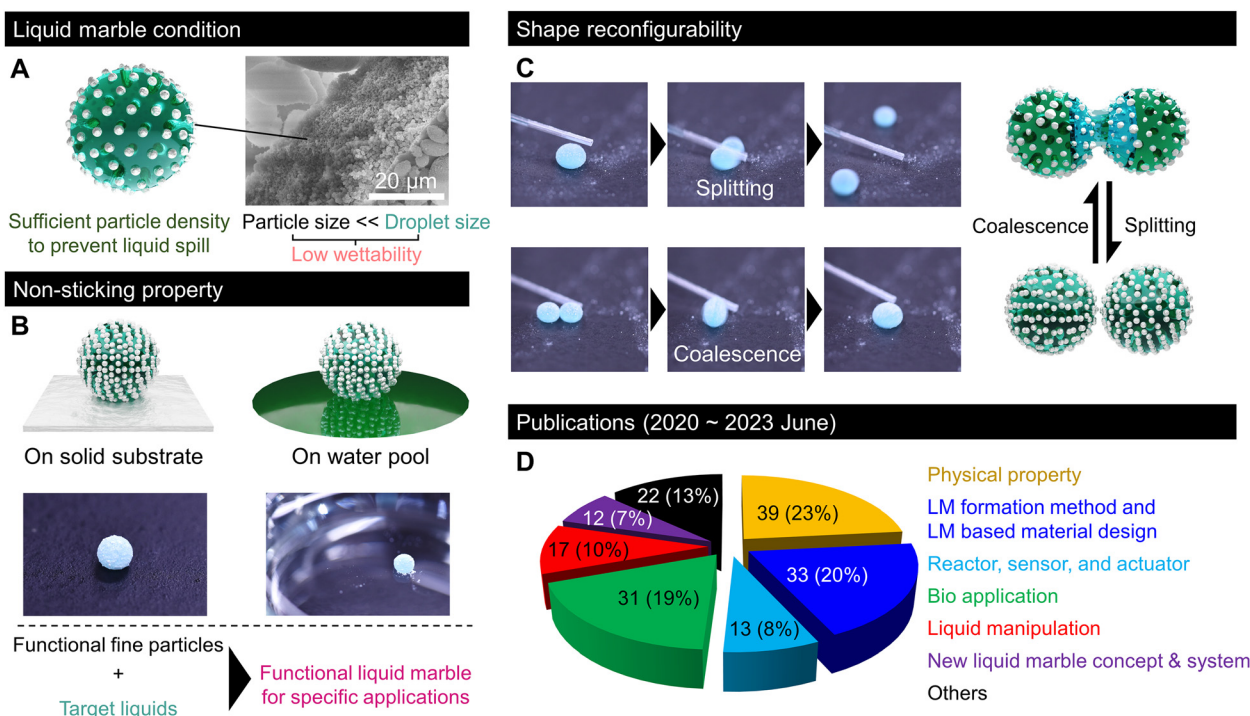 Liquid marble condition
A
20 μm
Sufficient particle density
to prevent liquid spill
Particle size << Droplet size
Low wettability
Non-sticking property
B
On solid substrate
On water pool
Functional fine particles
+
Target liquids
Functional liquid marble
for specific applications
Shape reconfigurability
C
Splitting
Coalescence
Coalescence
Splitting
Publications (2020 ~ 2023 June)
D
22 (13%)
39 (23%)
12 (7%)
17 (10%)
33 (20%)
31 (19%)
13 (8%)
Physical property
LM formation method and
LM based material design
Reactor, sensor, and actuator
Bio application
Liquid manipulation
New liquid marble concept & system
Others